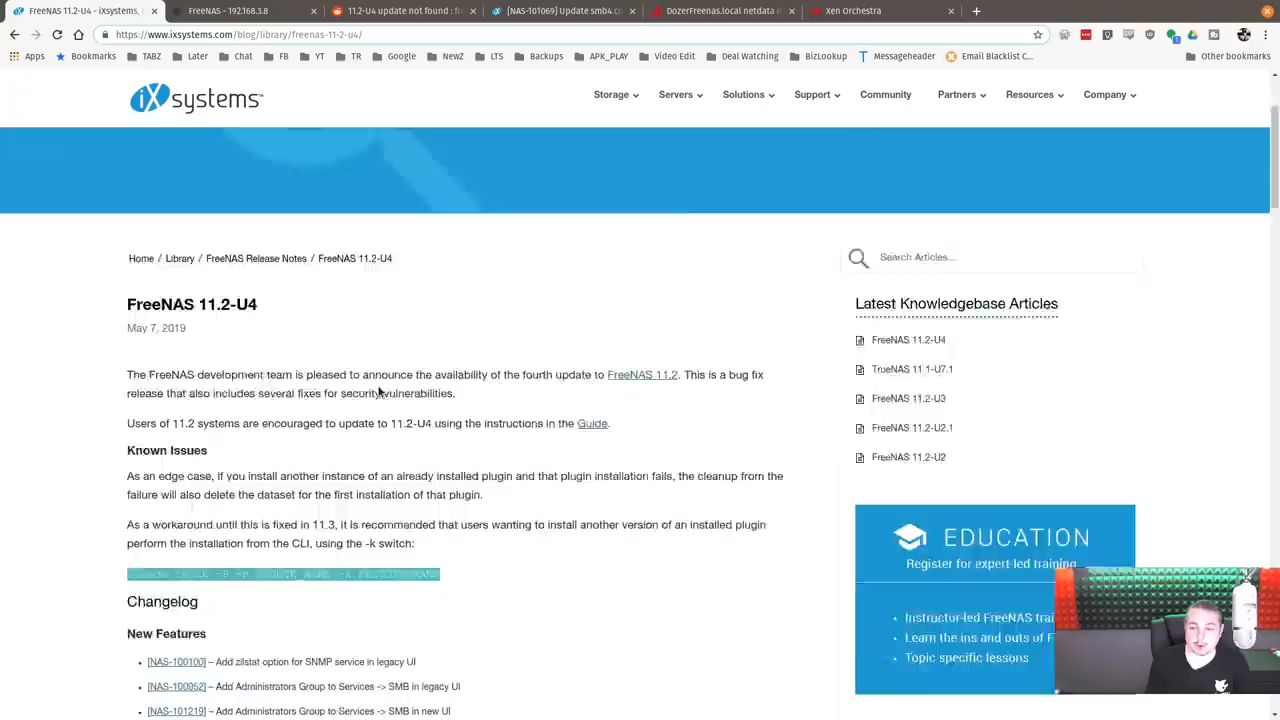 FreeNAS 11.2-U4 - iXsystems, I
FreeNAS - 192.168.3.8
11.2-U4 update not found : f
[NAS-101069] Update smb4.c
DozerFreenas.local netdata d
Xen Orchestra
https://www.ixsystems.com/blog/library/freenas-11-2-u4/
Apps Bookmarks TABZ Later Chat FB YT TR Google NewZ LTS Backups APK_PLAY Video Edit Deal Watching BizLookup Messageheader Email Blacklist C... Other bookmarks
iX systems™
Storage Servers Solutions Support Community Partners Resources Company
Home / Library / FreeNAS Release Notes / FreeNAS 11.2-U4
FreeNAS 11.2-U4
May 7, 2019
The FreeNAS development team is pleased to announce the availability of the fourth update to FreeNAS 11.2. This is a bug fix
release that also includes several fixes for security vulnerabilities.
Users of 11.2 systems are encouraged to update to 11.2-U4 using the instructions in the Guide.
Known Issues
As an edge case, if you install another instance of an already installed plugin and that plugin installation fails, the cleanup from the
failure will also delete the dataset for the first installation of that plugin.
As a workaround until this is fixed in 11.3, it is recommended that users wanting to install another version of an installed plugin
perform the installation from the CLI, using the -k switch:
Changelog
New Features
[NAS-100100] – Add zilstat option for SNMP service in legacy UI
[NAS-100952] – Add Administrators Group to Services -> SMB in legacy UI
[NAS-101219] – Add Administrators Group to Services -> SMB in new UI
Search Articles....
Latest Knowledgebase Articles
FreeNAS 11.2-U4
TrueNAS 11.1-U7.1
FreeNAS 11.2-U3
FreeNAS 11.2-U2.1
FreeNAS 11.2-U2
EDUCATION
Register for expert-led training
Instructor-led FreeNAS trai
Learn the ins and outs of F
Topic specific lessons